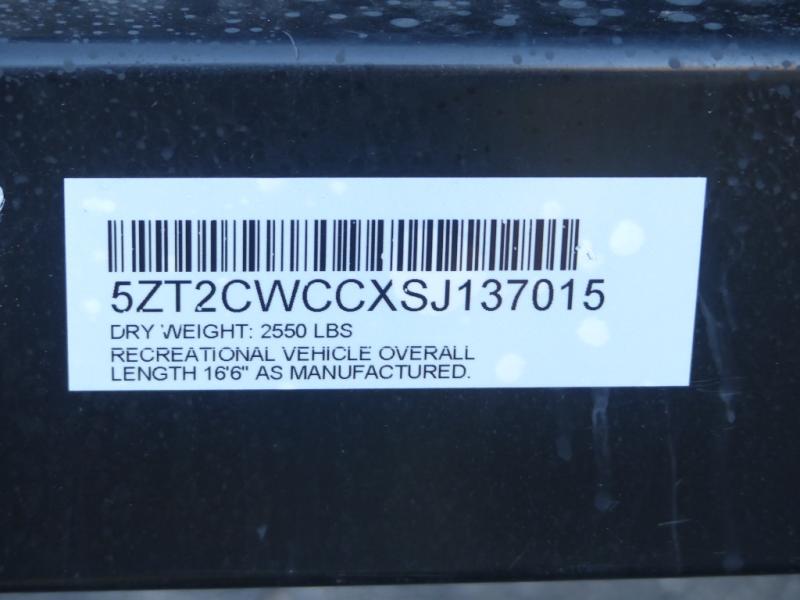 5ZT2CWCCXSJ137015
DRY WEIGHT: 2550 LBS
RECREATIONAL VEHICLE OVERALL
LENGTH 16'6" AS MANUFACTURED.